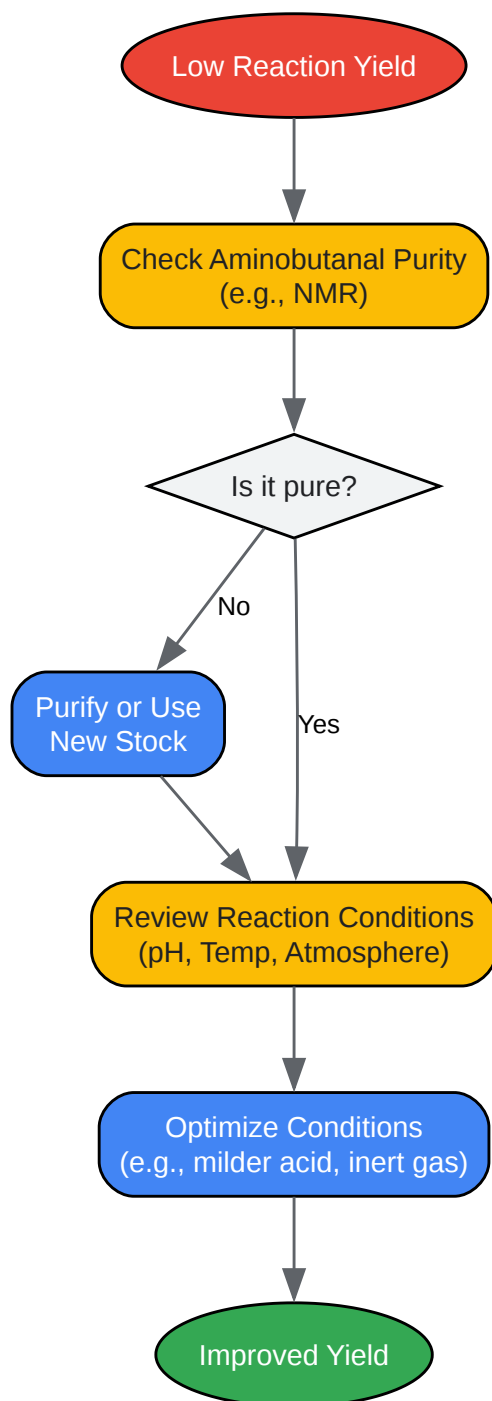 Low Reaction Yield
Check Aminobutanal Purity
(e.g., NMR)
Is it pure?
No
Purify or Use
New Stock
Yes
Review Reaction Conditions
(pH, Temp, Atmosphere)
Optimize Conditions
(e.g., milder acid, inert gas)
Improved Yield